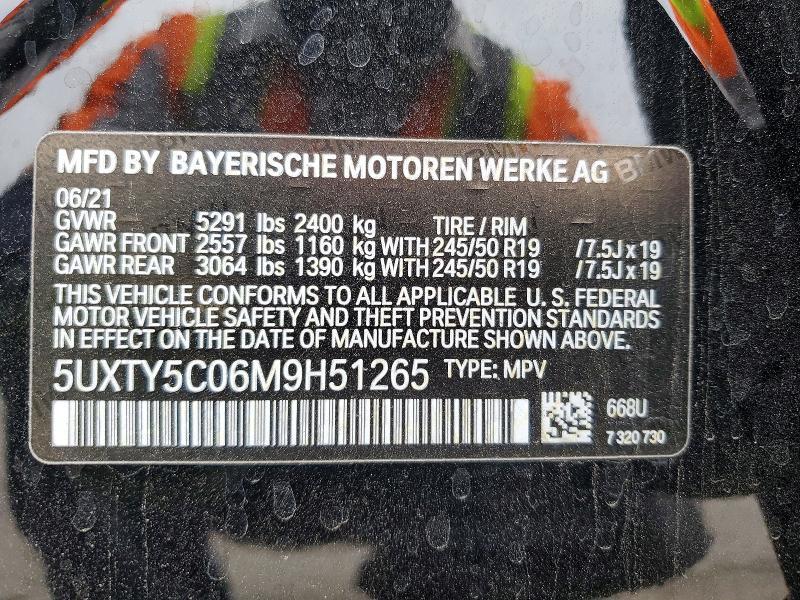 MFD BY BAYERISCHE MOTOREN WERKE AG
06/21
GVWR 5291 lbs 2400 kg TIRE / RIM
GAWR FRONT 2557 lbs 1160 kg WITH 245/50 R19 / 7.5J x 19
GAWR REAR 3064 lbs 1390 kg WITH 245/50 R19 / 7.5J x 19
THIS VEHICLE CONFORMS TO ALL APPLICABLE U. S. FEDERAL
MOTOR VEHICLE SAFETY AND THEFT PREVENTION STANDARDS
IN EFFECT ON THE DATE OF MANUFACTURE SHOWN ABOVE.
5UXTY5C06M9H51265 TYPE: MPV
668U
7 320 730